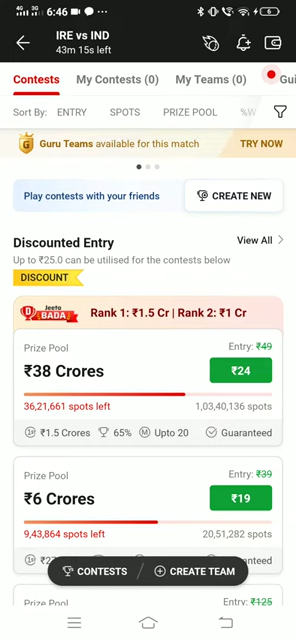 4G 3G 6:46 6
IRE vs IND
43m 15s left
Contests My Contests (0) My Teams (0) Gui
Sort By: ENTRY SPOTS PRIZE POOL %W
G Guru Teams available for this match TRY NOW
Play contests with your friends CREATE NEW
Discounted Entry View All
Up to ₹25.0 can be utilised for the contests below
DISCOUNT
Jeeto BADA Rank 1: ₹1.5 Cr | Rank 2: ₹1 Cr
Prize Pool Entry: ₹49
₹38 Crores ₹24
36,21,661 spots left 1,03,40,136 spots
₹1.5 Crores 65% M Upto 20 Guaranteed
Prize Pool Entry: ₹39
₹6 Crores ₹19
9,43,864 spots left 20,51,282 spots
CONTESTS CREATE TEAM
Prize Pool Entry: ₹125